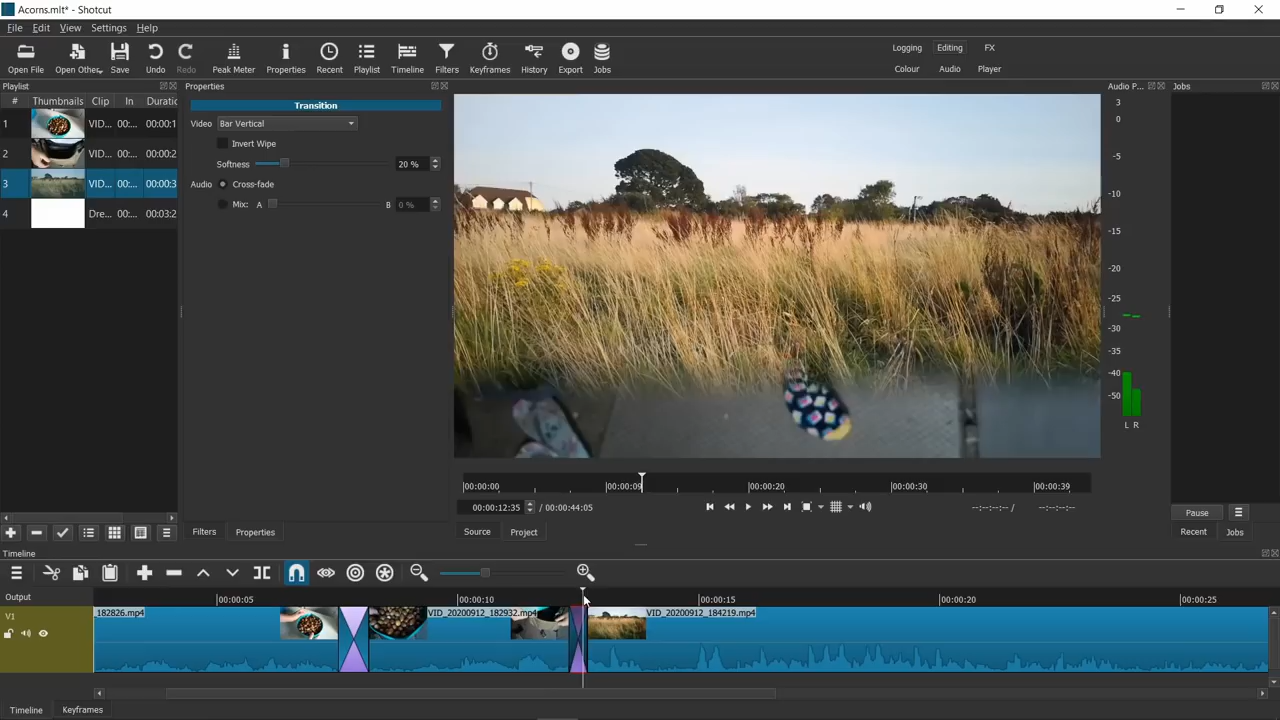 Acorns.mlt* - Shotcut
File Edit View Settings Help
Open File Open Other.. Save Undo Redo Peak Meter Properties Recent Playlist Timeline Filters Keyframes History Export Jobs
Logging Editing FX
Colour Audio Player
Playlist
# Thumbnails Clip In Duratic
1 VID... 00:... 00:00:1
2 VID... 00:... 00:00:2
3 VID... 00:... 00:00:3
4 Dre... 00:... 00:03:2
Properties
Transition
Video Bar Vertical
Invert Wipe
Softness 20 %
Audio Cross-fade
Mix: A B 0 %
Filters Properties
00:00:00 00:00:09 00:00:20 00:00:30 00:00:39
00:00:12:35 / 00:00:44:05 --:--:--:-- / --:--:--:--
Source Project
Audio P...
3
0
-5
-10
-15
-20
-25
-30
-35
-40
-50
L R
Jobs
Pause
Recent Jobs
Timeline
Output 00:00:05 00:00:10 00:00:15 00:00:20 00:00:25
V1
_182826.mp4 VID_20200912_182932.mp4 VID_20200912_184219.mp4
Timeline Keyframes